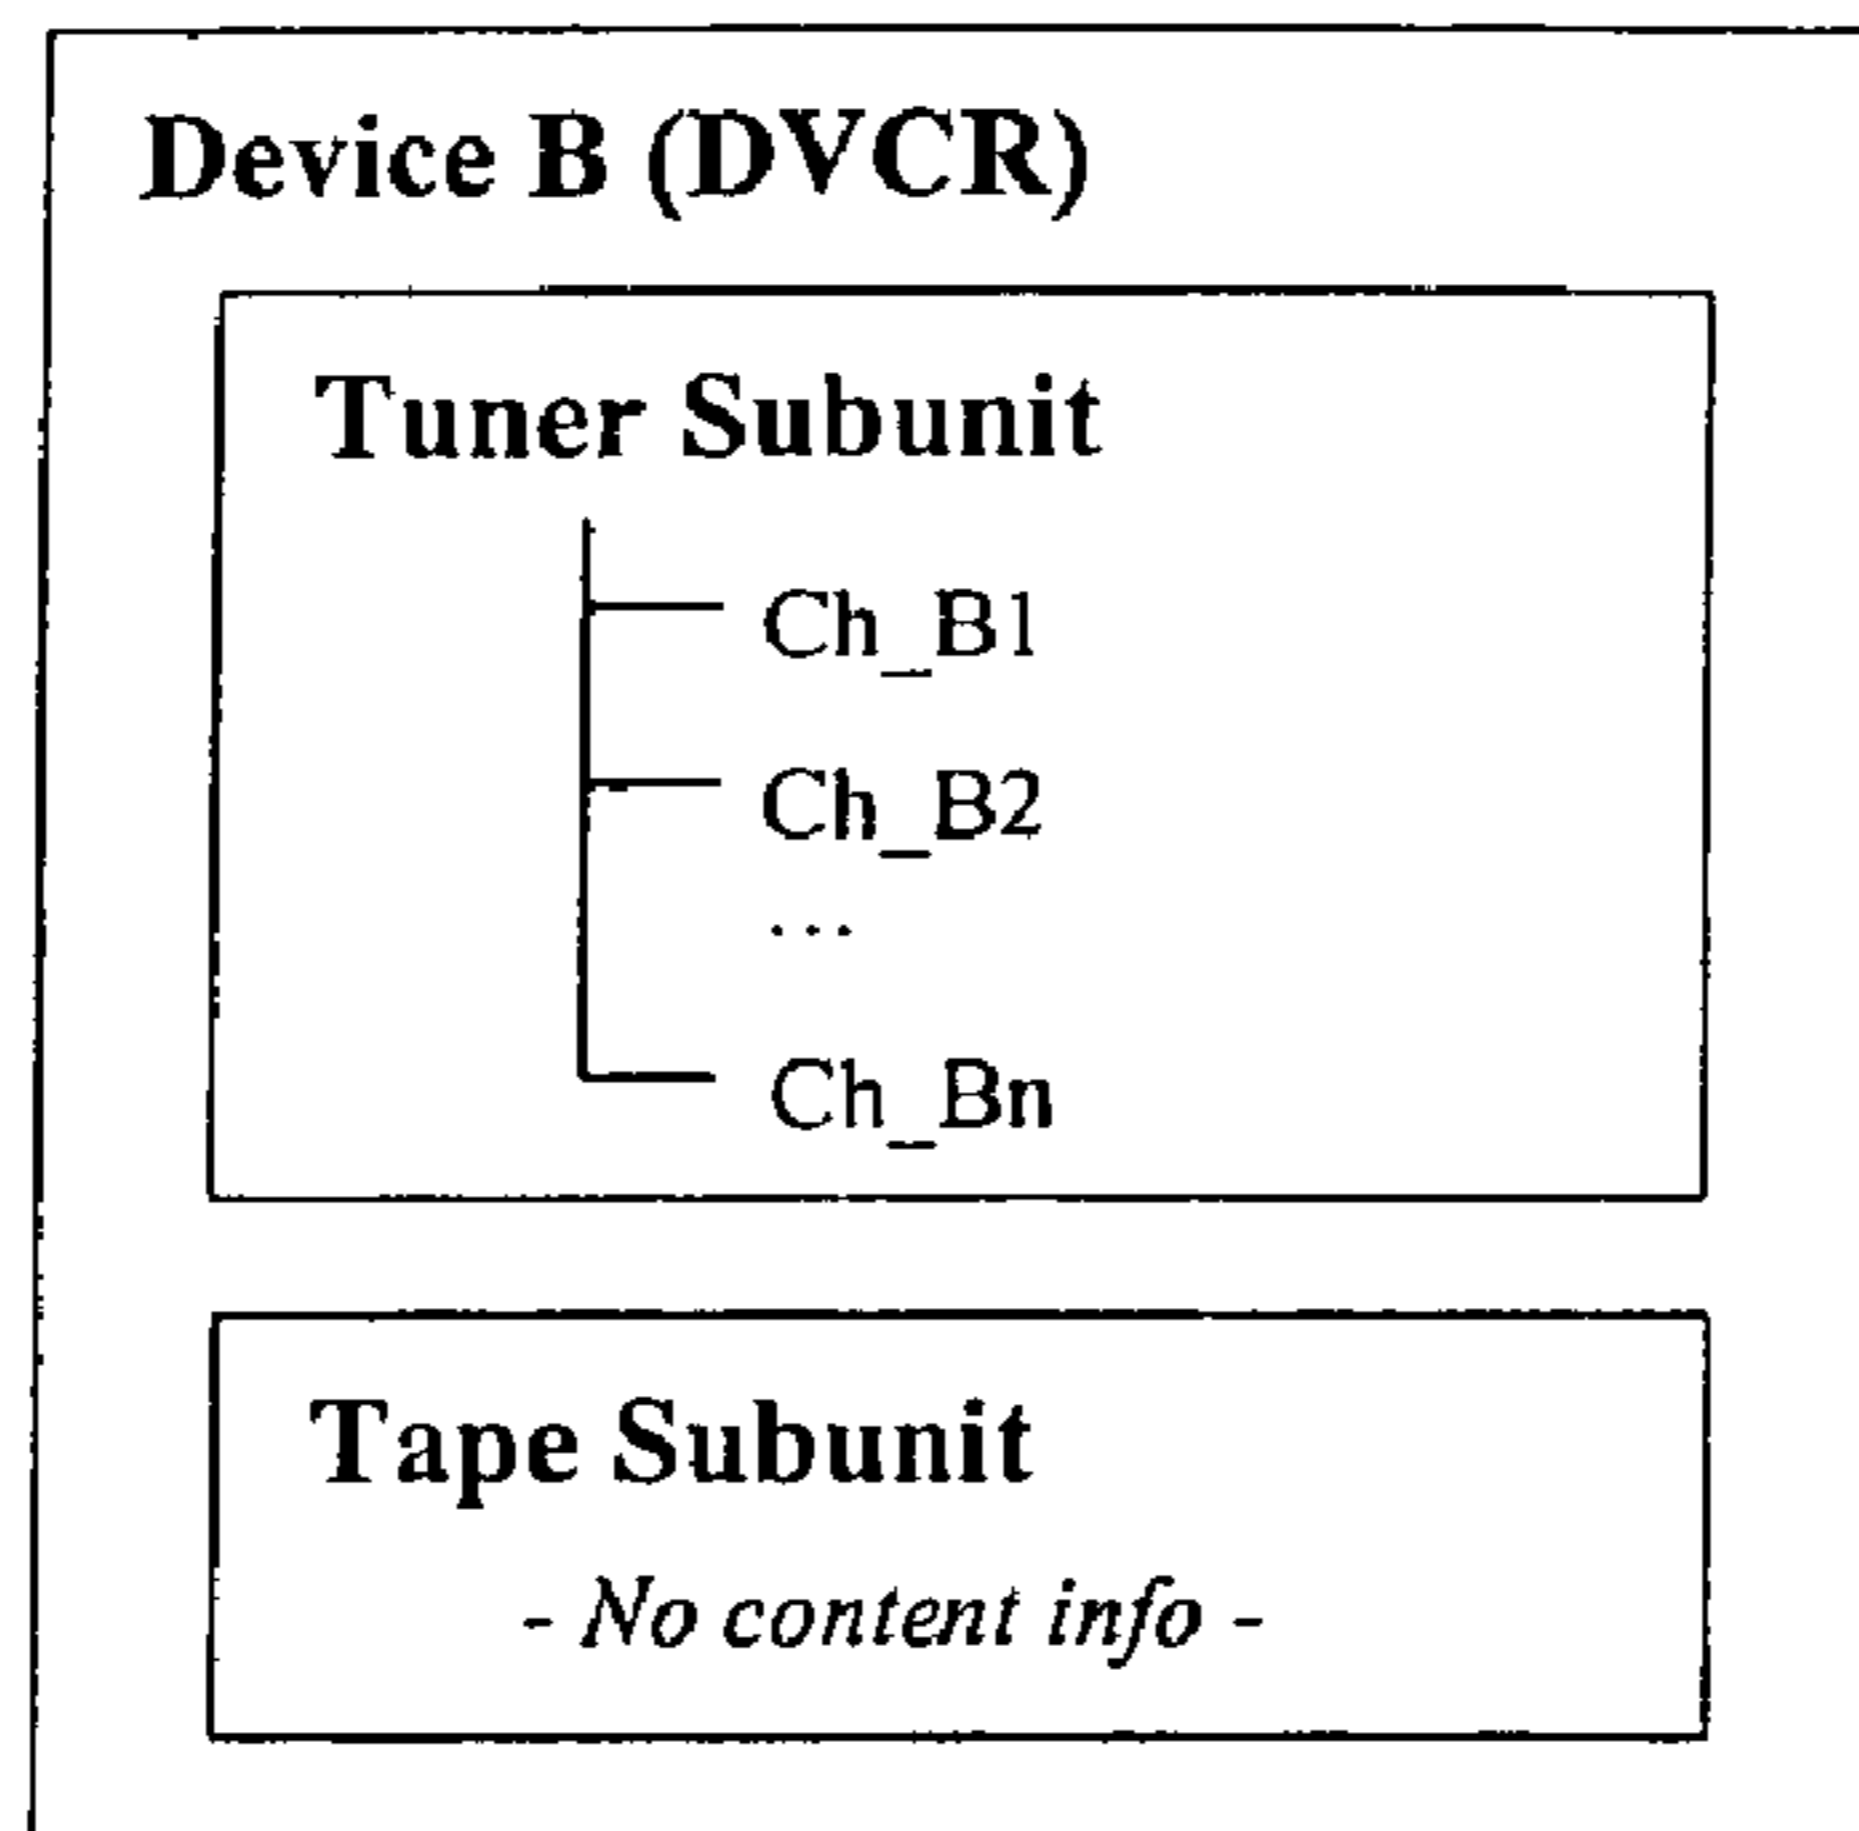 Device B (DVCR)
Tuner Subunit
Ch_B1
Ch_B2
...
Ch_Bn
Tape Subunit
- No content info -